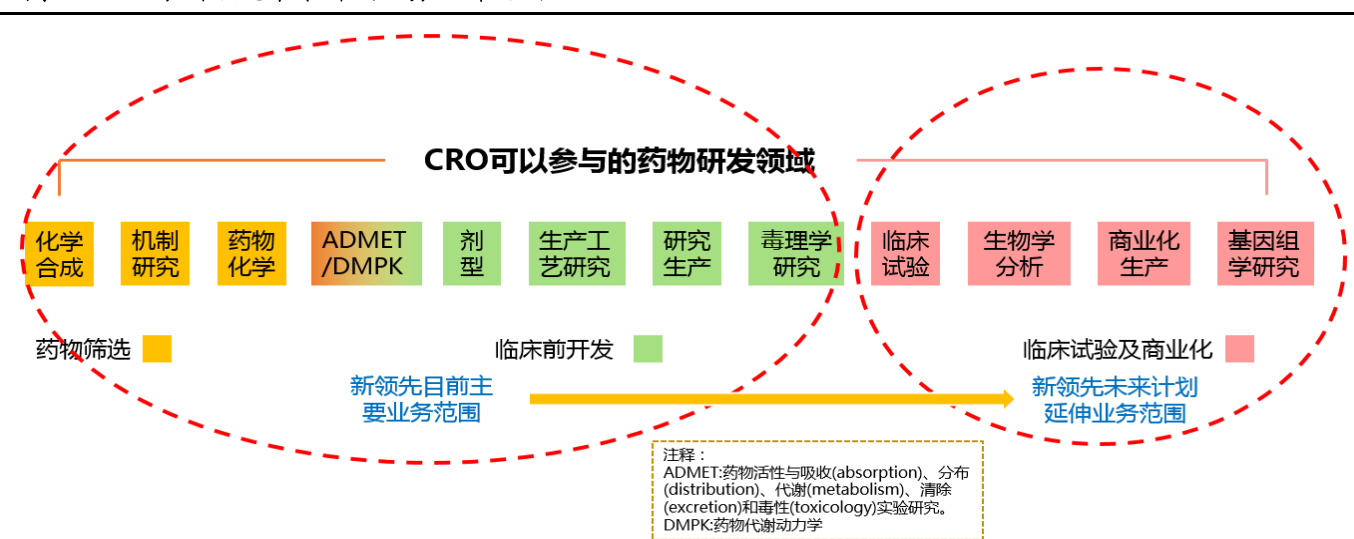 CRO可以参与的药物研发领域
化学
合成
机制
研究
药物
化学
ADMET
/DMPK
剂
型
生产工
艺研究
研究
生产
毒理学
研究
临床
试验
生物学
分析
商业化
生产
基因组
学研究
药物筛选
临床前开发
临床试验及商业化
新领先目前主
要业务范围
新领先未来计划
延伸业务范围
注释：
ADMET:药物活性与吸收(absorption)、分布
(distribution)、代谢(metabolism)、清除
(excretion)和毒性(toxicology)实验研究。
DMPK:药物代谢动力学